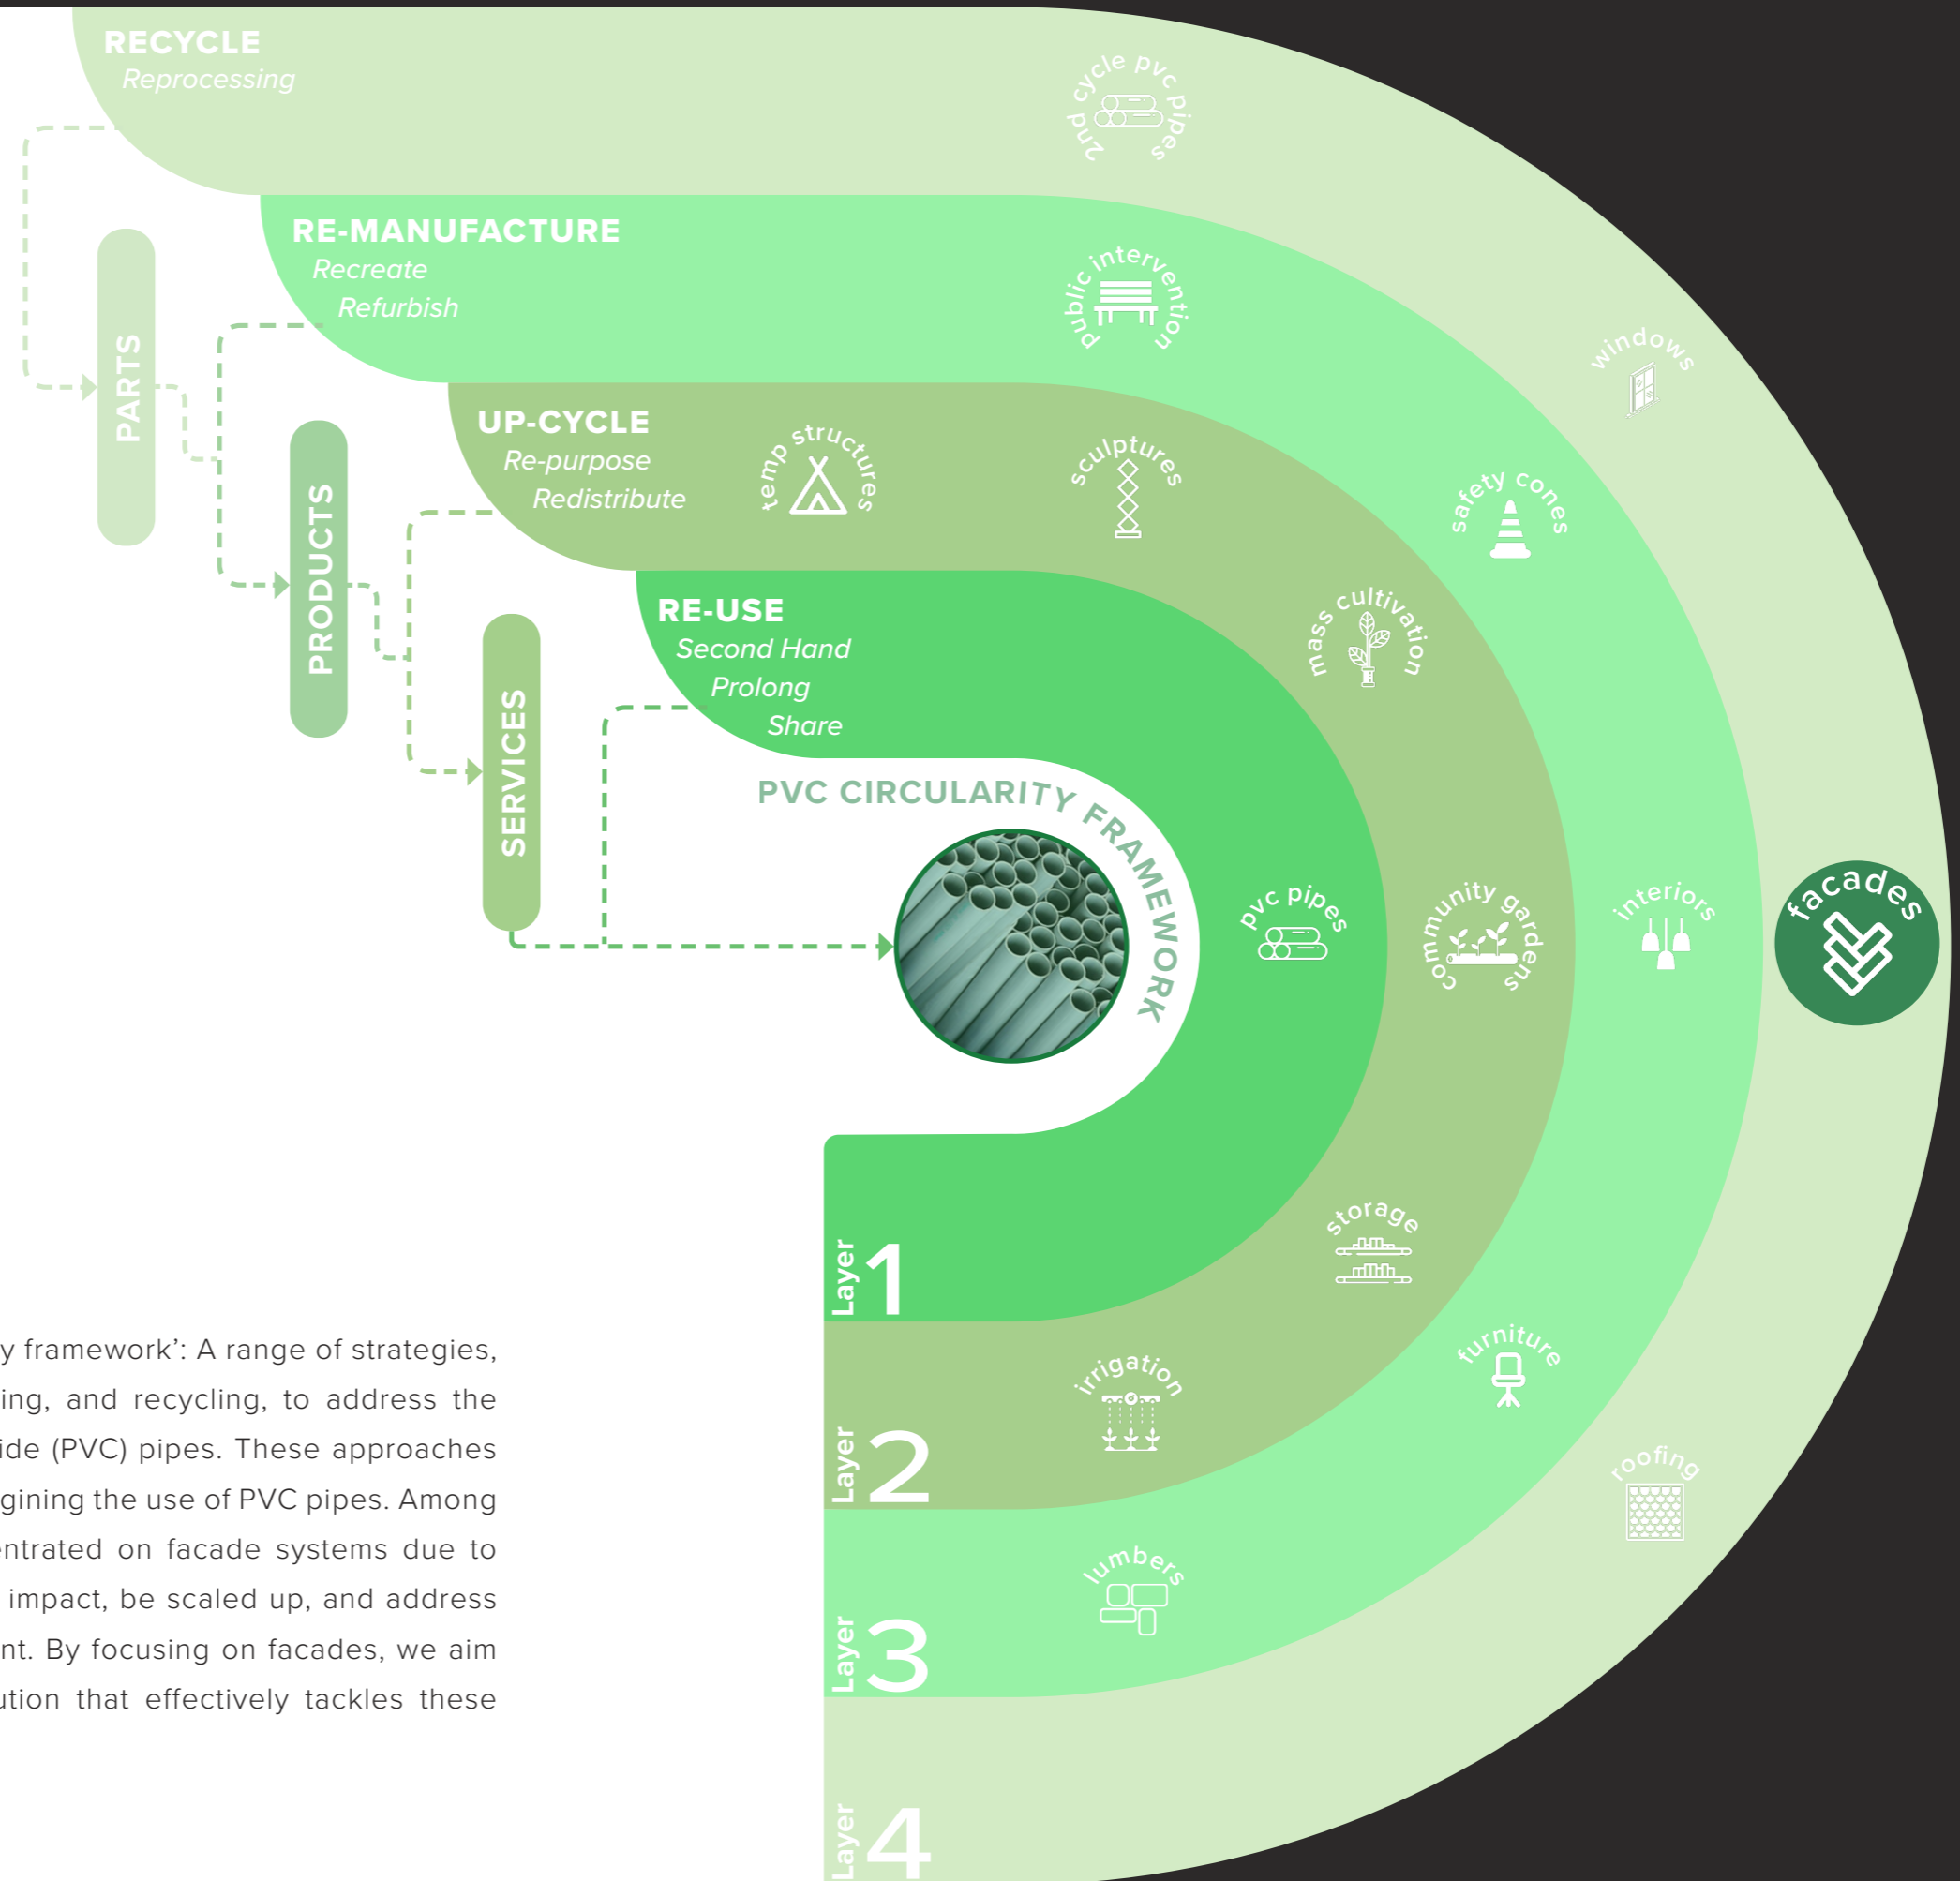 RECYCLE
Reprocessing
2nd cycle pvc pipes
RE-MANUFACTURE
Recreate
Refurbish
public intervention
windows
PARTS
UP-CYCLE
Re-purpose
Redistribute
temp structures
sculptures
safety cones
PRODUCTS
RE-USE
Second Hand
Prolong
Share
mass cultivation
SERVICES
PVC CIRCULARITY FRAMEWORK
pvc pipes
community gardens
interiors
facades
storage
Layer 1
furniture
irrigation
Layer 2
roofing
lumbers
Layer 3
Layer 4
y framework’: A range of strategies,
ing, and recycling, to address the
ide (PVC) pipes. These approaches
gining the use of PVC pipes. Among
entrated on facade systems due to
impact, be scaled up, and address
nt. By focusing on facades, we aim
ution that effectively tackles these